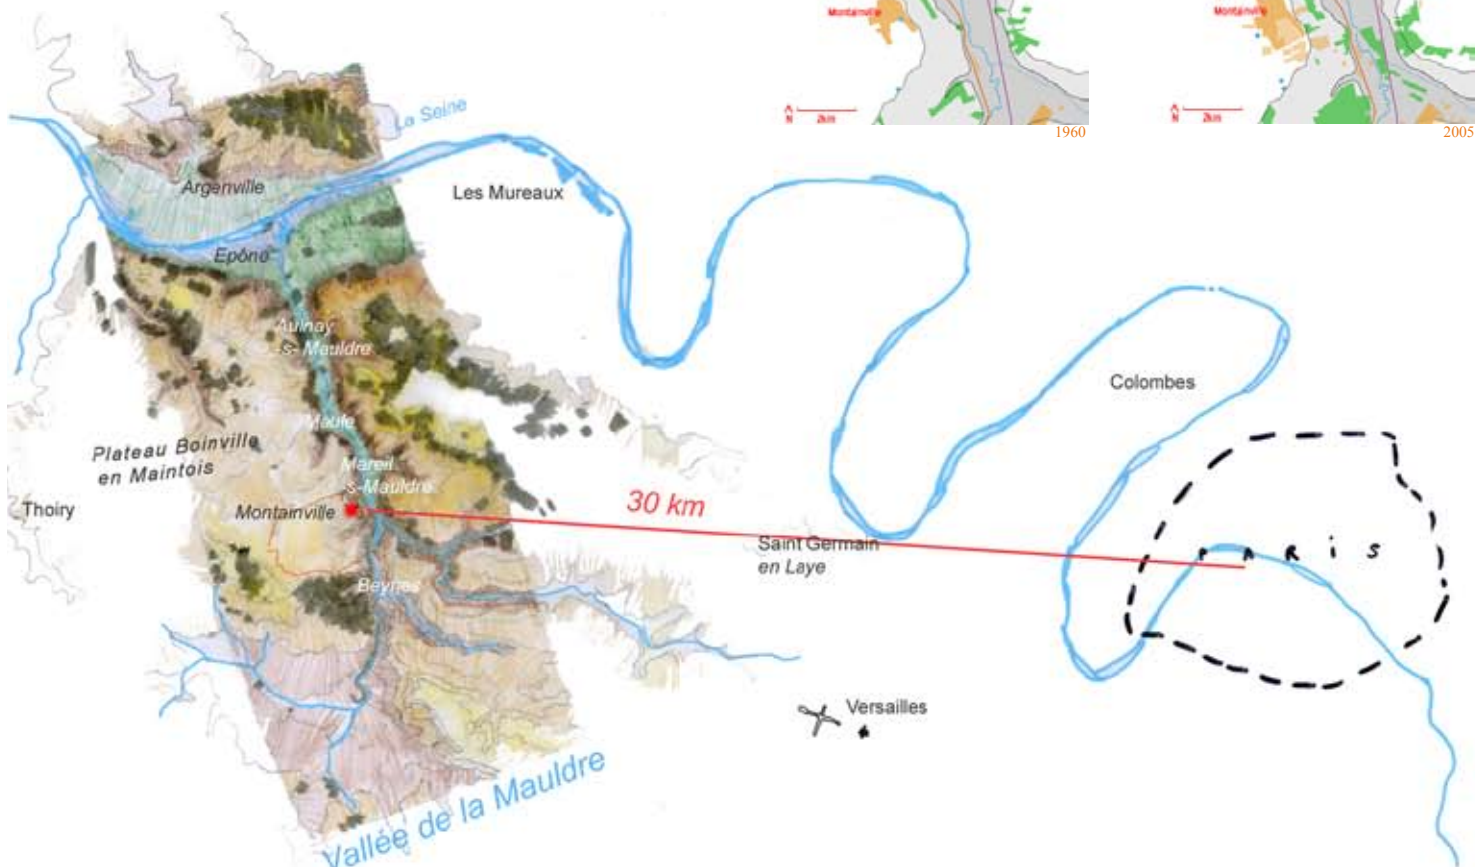 Montainville
N
2km
1960
Montainville
N
2km
2005
La Seine
Argenville
Les Mureaux
Epône
Aulnay
-s- Mauldre
Colombes
Maule
Plateau Boinville
en Maintois
Mareil
-s-Mauldre
30 km
Thoiry
Montainville
Saint Germain
en Laye
PARiS
Beynes
Versailles
Vallée de la Mauldre